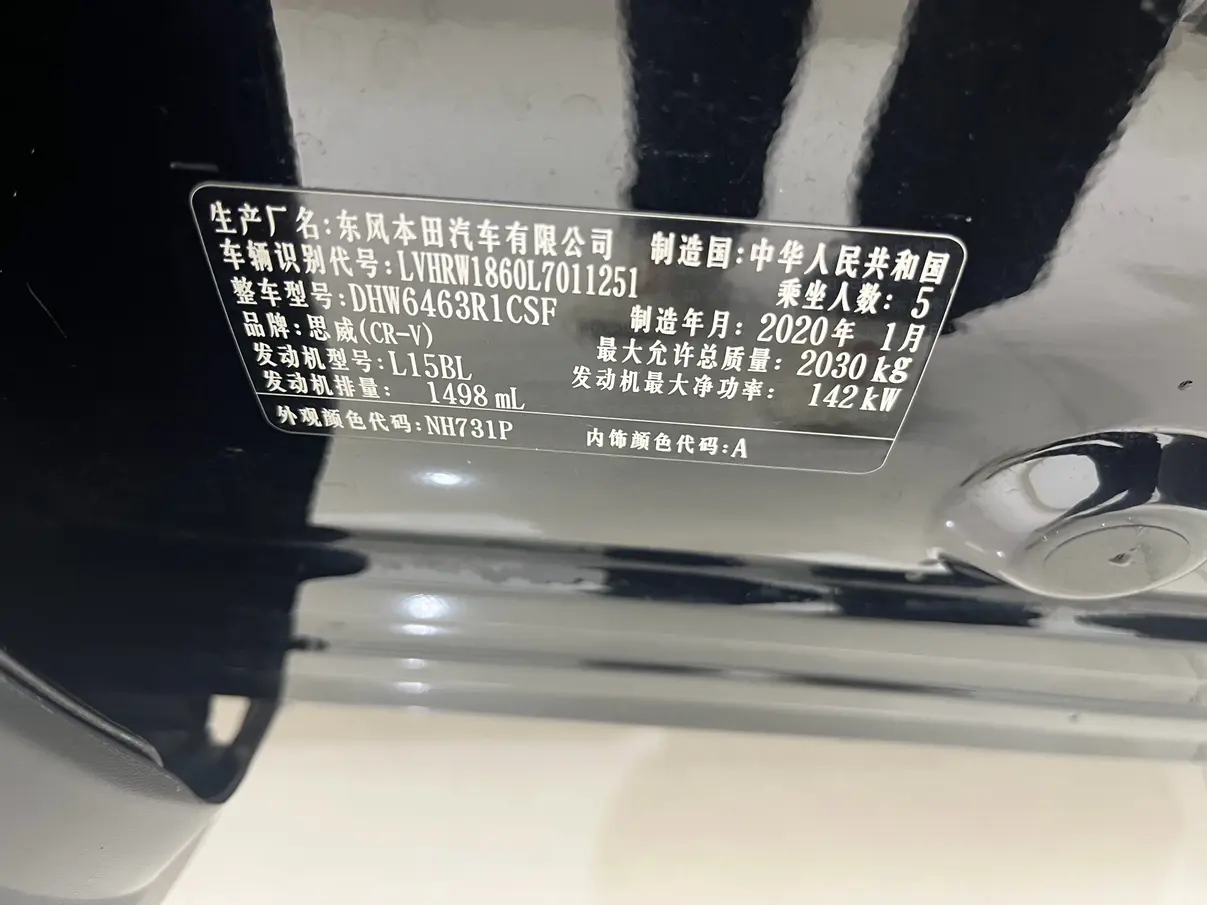 生产厂名:东风本田汽车有限公司 制造国:中华人民共和国
车辆识别代号:LVHRW1860L7011251 乘坐人数: 5
整车型号:DHW6463R1CSF 制造年月: 2020年 1月
品牌:思威(CR-V) 最大允许总质量: 2030 kg
发动机型号:L15BL 发动机最大净功率: 142 kW
发动机排量: 1498 mL
外观颜色代码:NH731P 内饰颜色代码:A